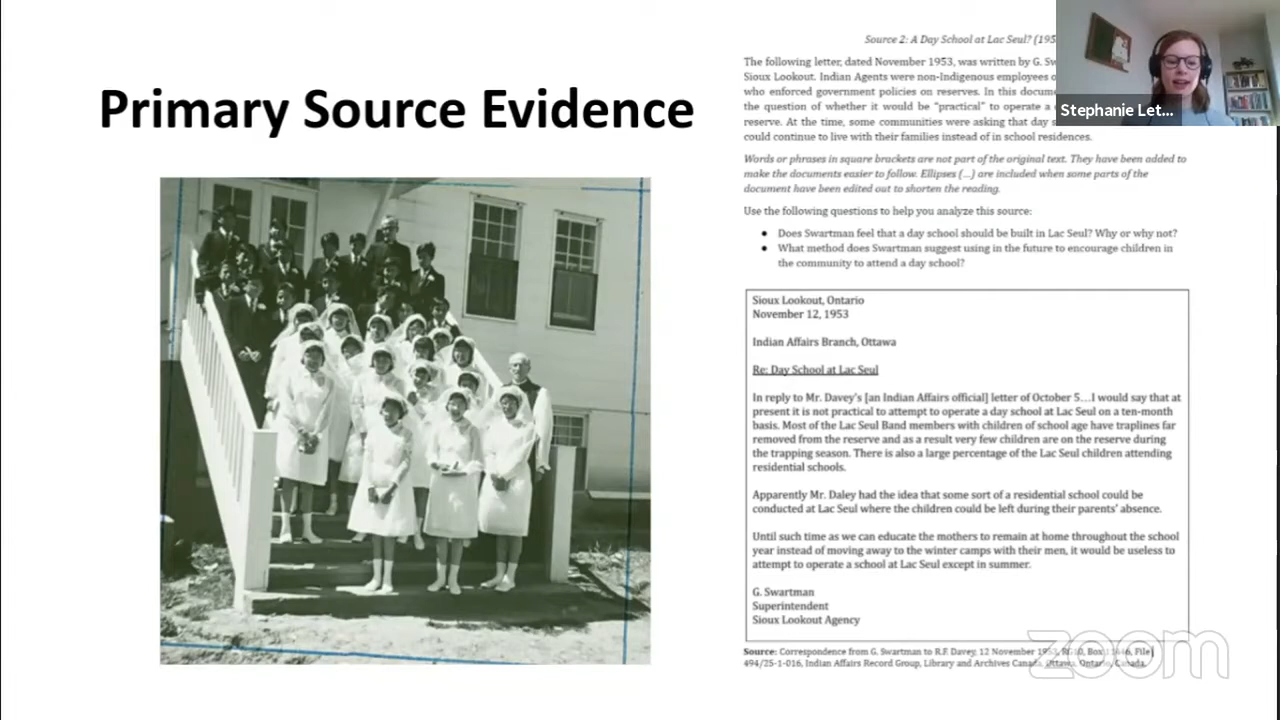 Primary Source Evidence
Source 2: A Day School at Lac Seul? (195
The following letter, dated November 1953, was written by G. Sw
Sioux Lookout. Indian Agents were non-Indigenous employees o
who enforced government policies on reserves. In this docume
the question of whether it would be “practical” to operate a
reserve. At the time, some communities were asking that day s
could continue to live with their families instead of in school residences.
Words or phrases in square brackets are not part of the original text. They have been added to
make the documents easier to follow. Ellipses (...) are included when some parts of the
document have been edited out to shorten the reading.
Use the following questions to help you analyze this source:
● Does Swartman feel that a day school should be built in Lac Seul? Why or why not?
● What method does Swartman suggest using in the future to encourage children in
the community to attend a day school?
Sioux Lookout, Ontario
November 12, 1953
Indian Affairs Branch, Ottawa
Re: Day School at Lac Seul
In reply to Mr. Davey's [an Indian Affairs official] letter of October 5...I would say that at
present it is not practical to attempt to operate a day school at Lac Seul on a ten-month
basis. Most of the Lac Seul Band members with children of school age have traplines far
removed from the reserve and as a result very few children are on the reserve during
the trapping season. There is also a large percentage of the Lac Seul children attending
residential schools.
Apparently Mr. Daley had the idea that some sort of a residential school could be
conducted at Lac Seul where the children could be left during their parents' absence.
Until such time as we can educate the mothers to remain at home throughout the school
year instead of moving away to the winter camps with their men, it would be useless to
attempt to operate a school at Lac Seul except in summer.
G. Swartman
Superintendent
Sioux Lookout Agency
Source: Correspondence from G. Swartman to R.F. Davey, 12 November 1953, RG10, Box File
494/25-1-016, Indian Affairs Record Group, Library and Archives Canada, Ottawa, Ontario, Canada.
Stephanie Let...
zoom